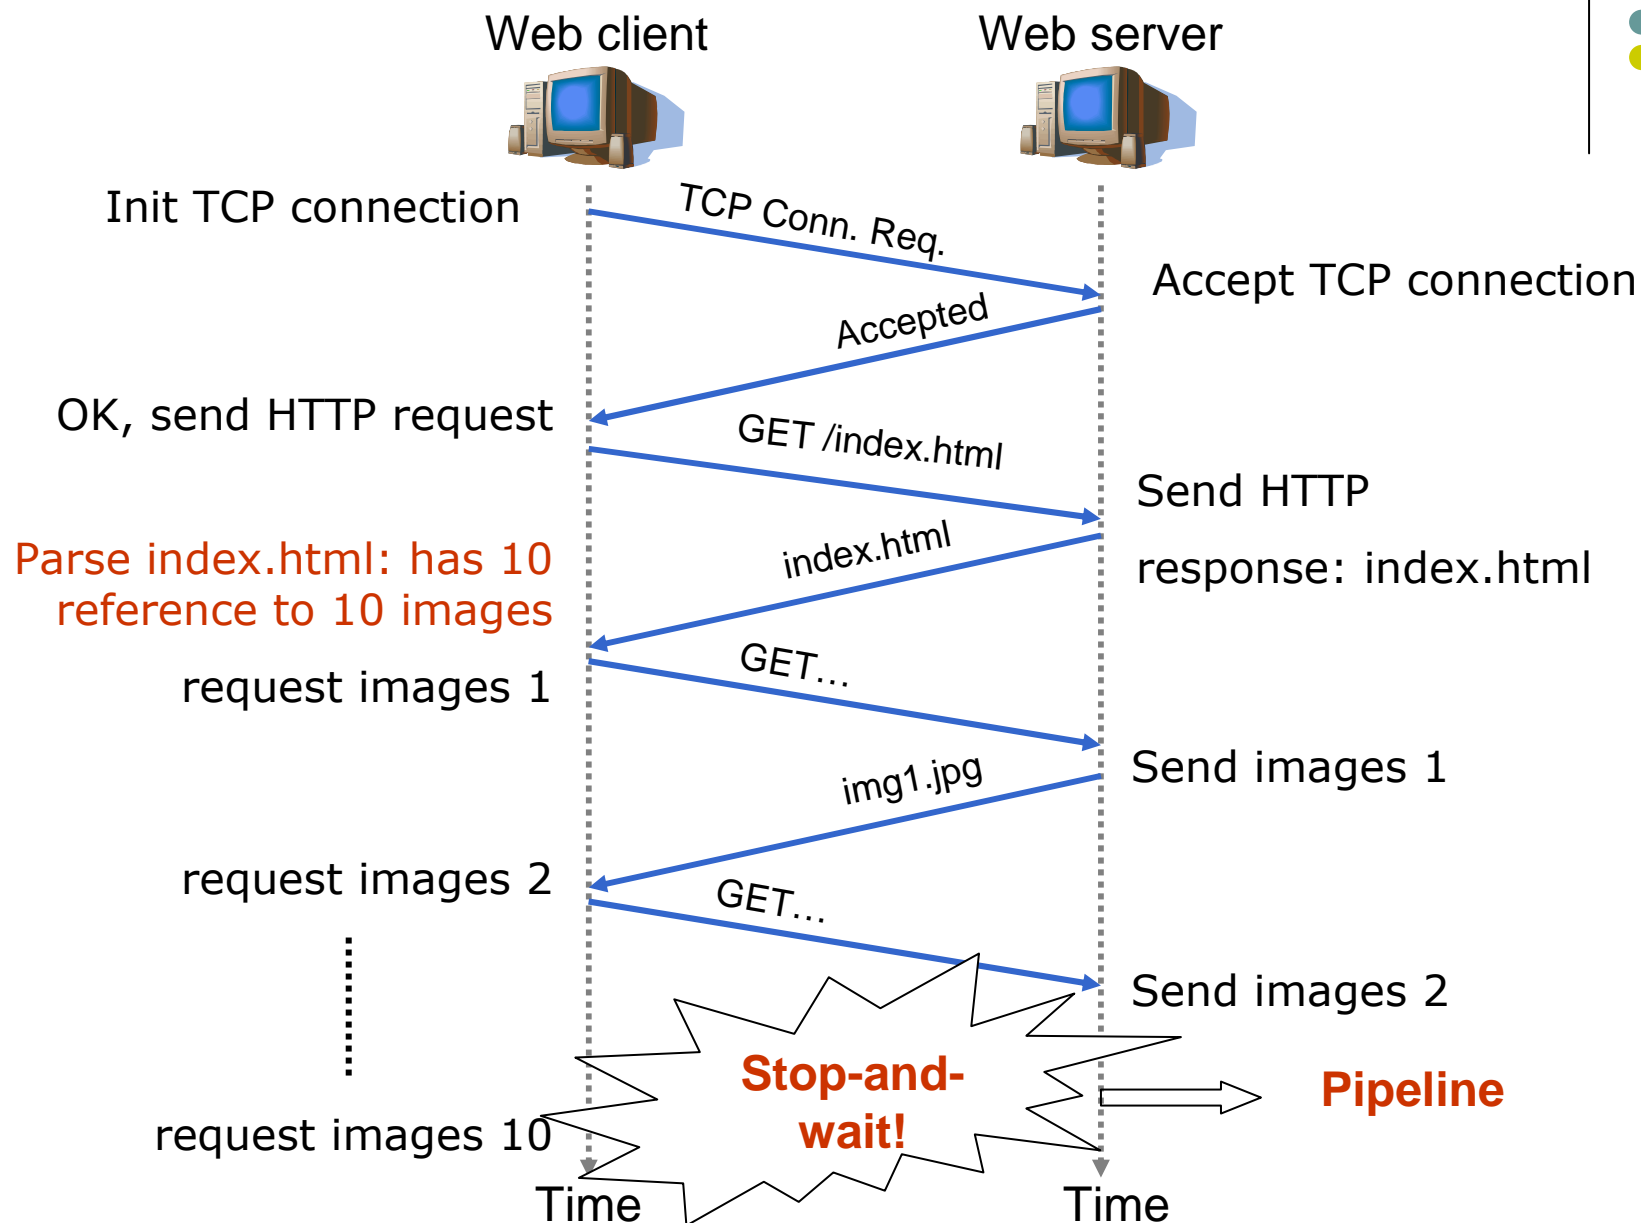 Web client
Web server
Init TCP connection
TCP Conn. Req.
Accept TCP connection
Accepted
OK, send HTTP request
GET /index.html
Send HTTP
response: index.html
index.html
Parse index.html: has 10
reference to 10 images
request images 1
GET…
Send images 1
img1.jpg
request images 2
GET…
Send images 2
Stop-and-
wait!
Pipeline
request images 10
Time
Time